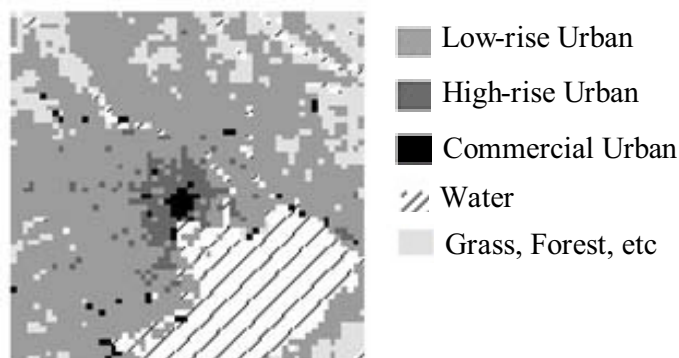 Low-rise Urban
High-rise Urban
Commercial Urban
Water
Grass, Forest, etc